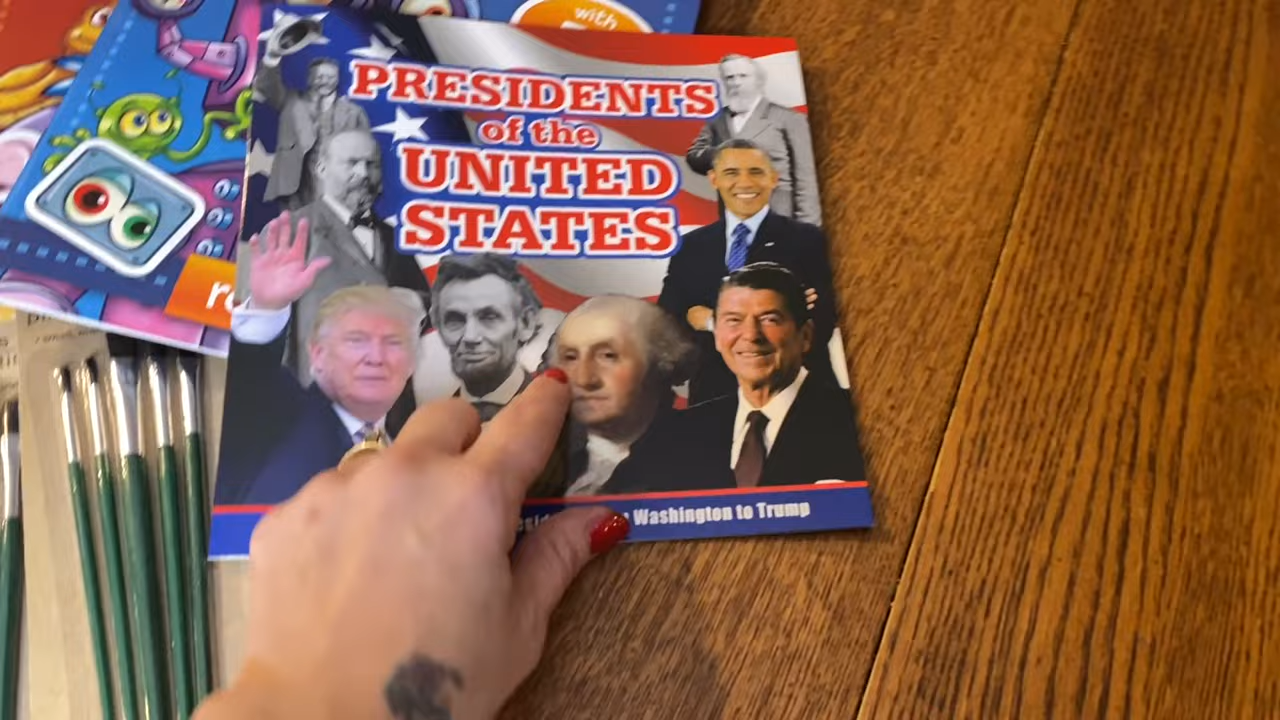 with
PRESIDENTS
of the
UNITED
STATES
Washington to Trump